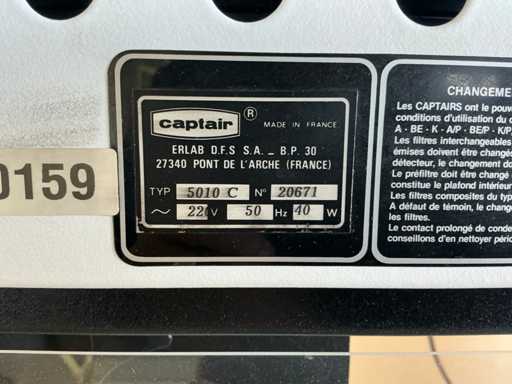 captair ®
MADE IN FRANCE
ERLAB D.F.S S.A. - B.P. 30
27340 PONT DE L'ARCHE (FRANCE)
TYP 5010 C N° 20671
~ 220 V 50 Hz 40 W
0159
CHANGEME
Les CAPTAIRS ont le pouv
conditions d'utilisation du
A - BE - K - A/P - BE/P - K/P
Les filtres interchangeables
émises doivent être changés
détecteur, le changement do
Le préfiltre doit être changé
constitue le plafond intérieur
Les filtres composites du typ
A défaut de témoin, le chang
les filtres.
Le contact prolongé de conde
conseillons d'en nettoyer pério